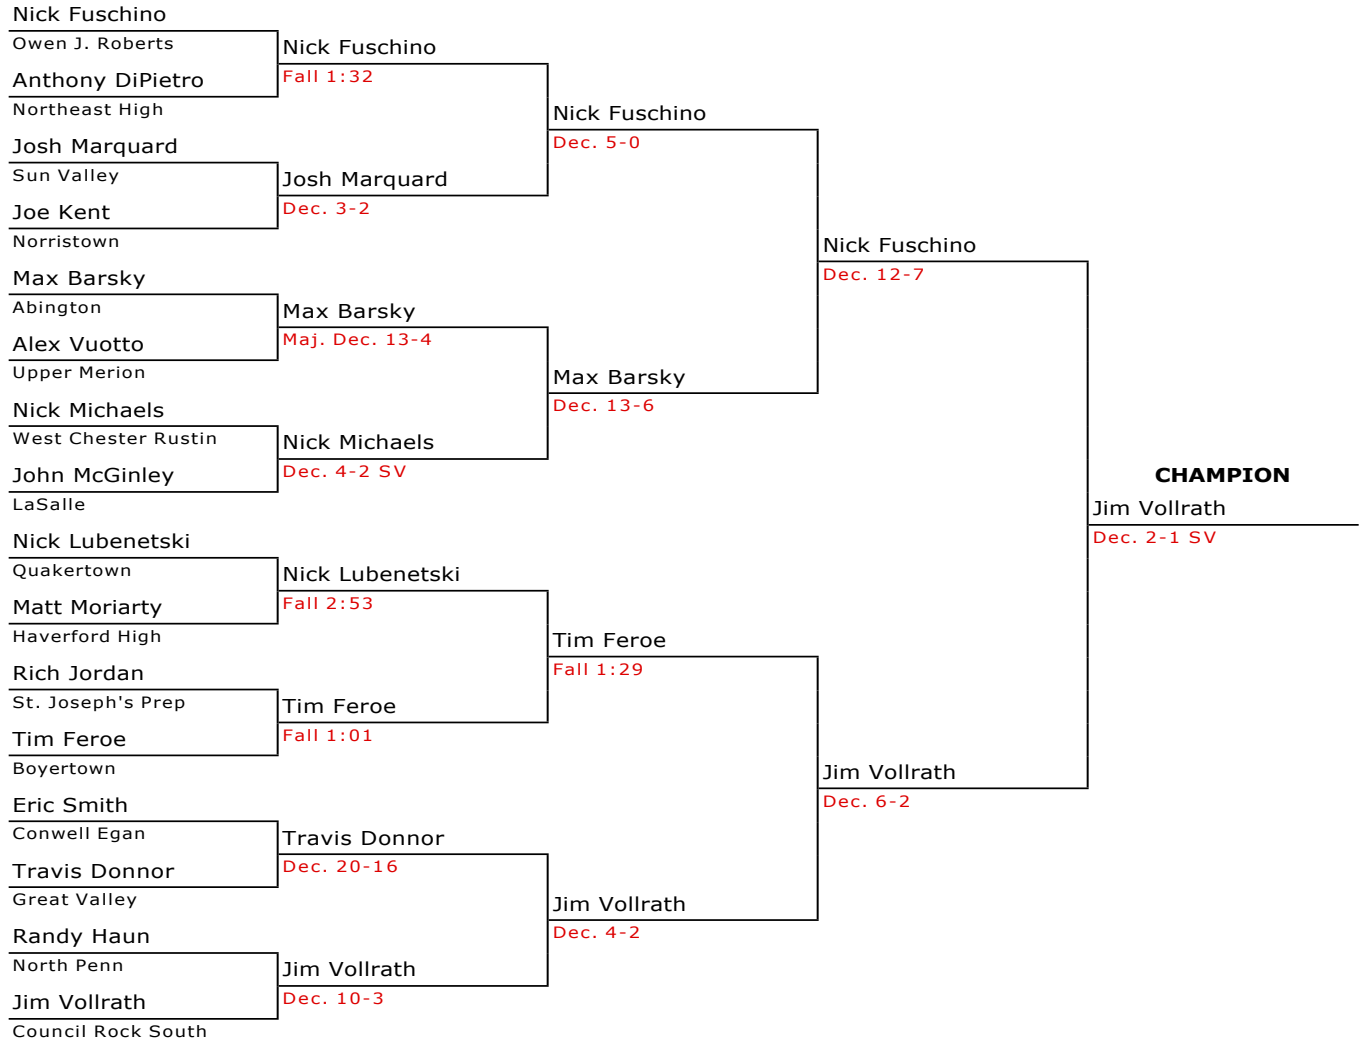 Nick Fuschino
Owen J. Roberts
Anthony DiPietro
Northeast High
Josh Marquard
Sun Valley
Joe Kent
Norristown
Max Barsky
Abington
Alex Vuotto
Upper Merion
Nick Michaels
West Chester Rustin
John McGinley
LaSalle
Nick Lubenetski
Quakertown
Matt Moriarty
Haverford High
Rich Jordan
St. Joseph's Prep
Tim Feroe
Boyertown
Eric Smith
Conwell Egan
Travis Donnor
Great Valley
Randy Haun
North Penn
Jim Vollrath
Council Rock South
Nick Fuschino
Fall 1:32
Josh Marquard
Dec. 3-2
Max Barsky
Maj. Dec. 13-4
Nick Michaels
Dec. 4-2 SV
Nick Lubenetski
Fall 2:53
Tim Feroe
Fall 1:01
Travis Donnor
Dec. 20-16
Jim Vollrath
Dec. 10-3
Nick Fuschino
Dec. 5-0
Max Barsky
Dec. 13-6
Tim Feroe
Fall 1:29
Jim Vollrath
Dec. 4-2
Nick Fuschino
Dec. 12-7
Jim Vollrath
Dec. 6-2
CHAMPION
Jim Vollrath
Dec. 2-1 SV